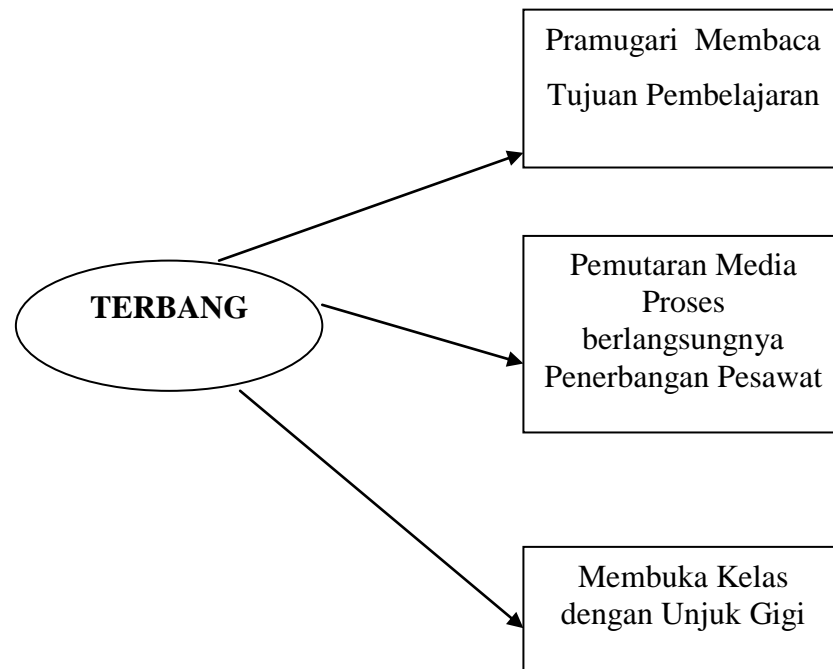 TERBANG
Pramugari Membaca
Tujuan Pembelajaran
Pemutaran Media
Proses
berlangsungnya
Penerbangan Pesawat
Membuka Kelas
dengan Unjuk Gigi